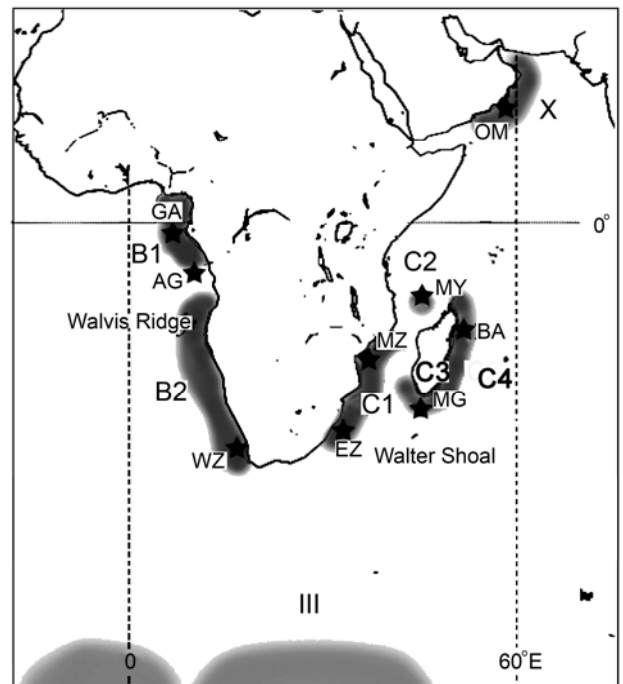 X
OM
GA
0°
B1
C2
AG
MY
Walvis Ridge
BA
MZ
C3
C4
B2
C1
MG
WZ
EZ
Walter Shoal
III
0
60°E